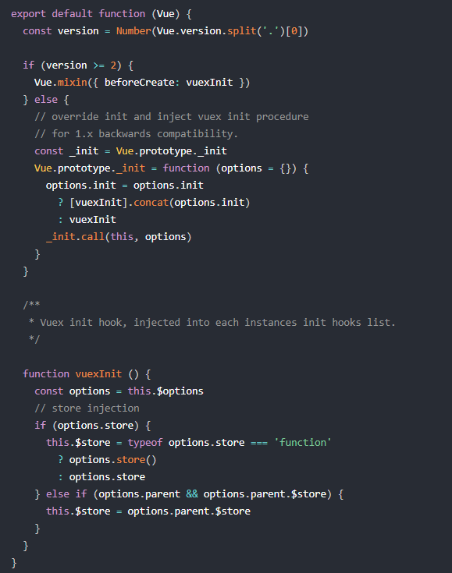 export default function (Vue) {
  const version = Number(Vue.version.split('.')[0])

  if (version >= 2) {
    Vue.mixin({ beforeCreate: vuexInit })
  } else {
    // override init and inject vuex init procedure
    // for 1.x backwards compatibility.
    const _init = Vue.prototype._init
    Vue.prototype._init = function (options = {}) {
      options.init = options.init
        ? [vuexInit].concat(options.init)
        : vuexInit
      _init.call(this, options)
    }
  }

  /**
   * Vuex init hook, injected into each instances init hooks list.
   */

  function vuexInit () {
    const options = this.$options
    // store injection
    if (options.store) {
      this.$store = typeof options.store === 'function'
        ? options.store()
        : options.store
    } else if (options.parent && options.parent.$store) {
      this.$store = options.parent.$store
    }
  }
}